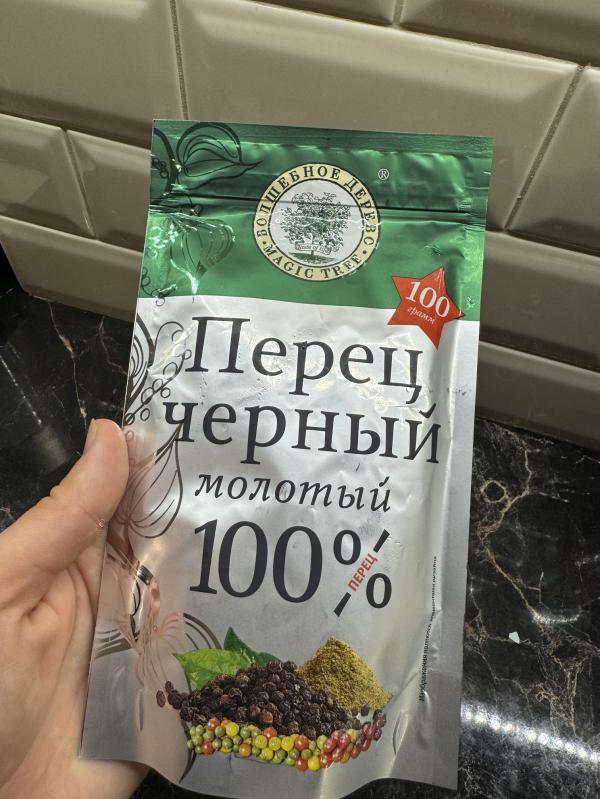 ВОЛШЕБНОЕ ДЕРЕВО
®
MAGIC TREE
100
грамм
Перец
черный
молотый
100%
ПЕРЕЦ